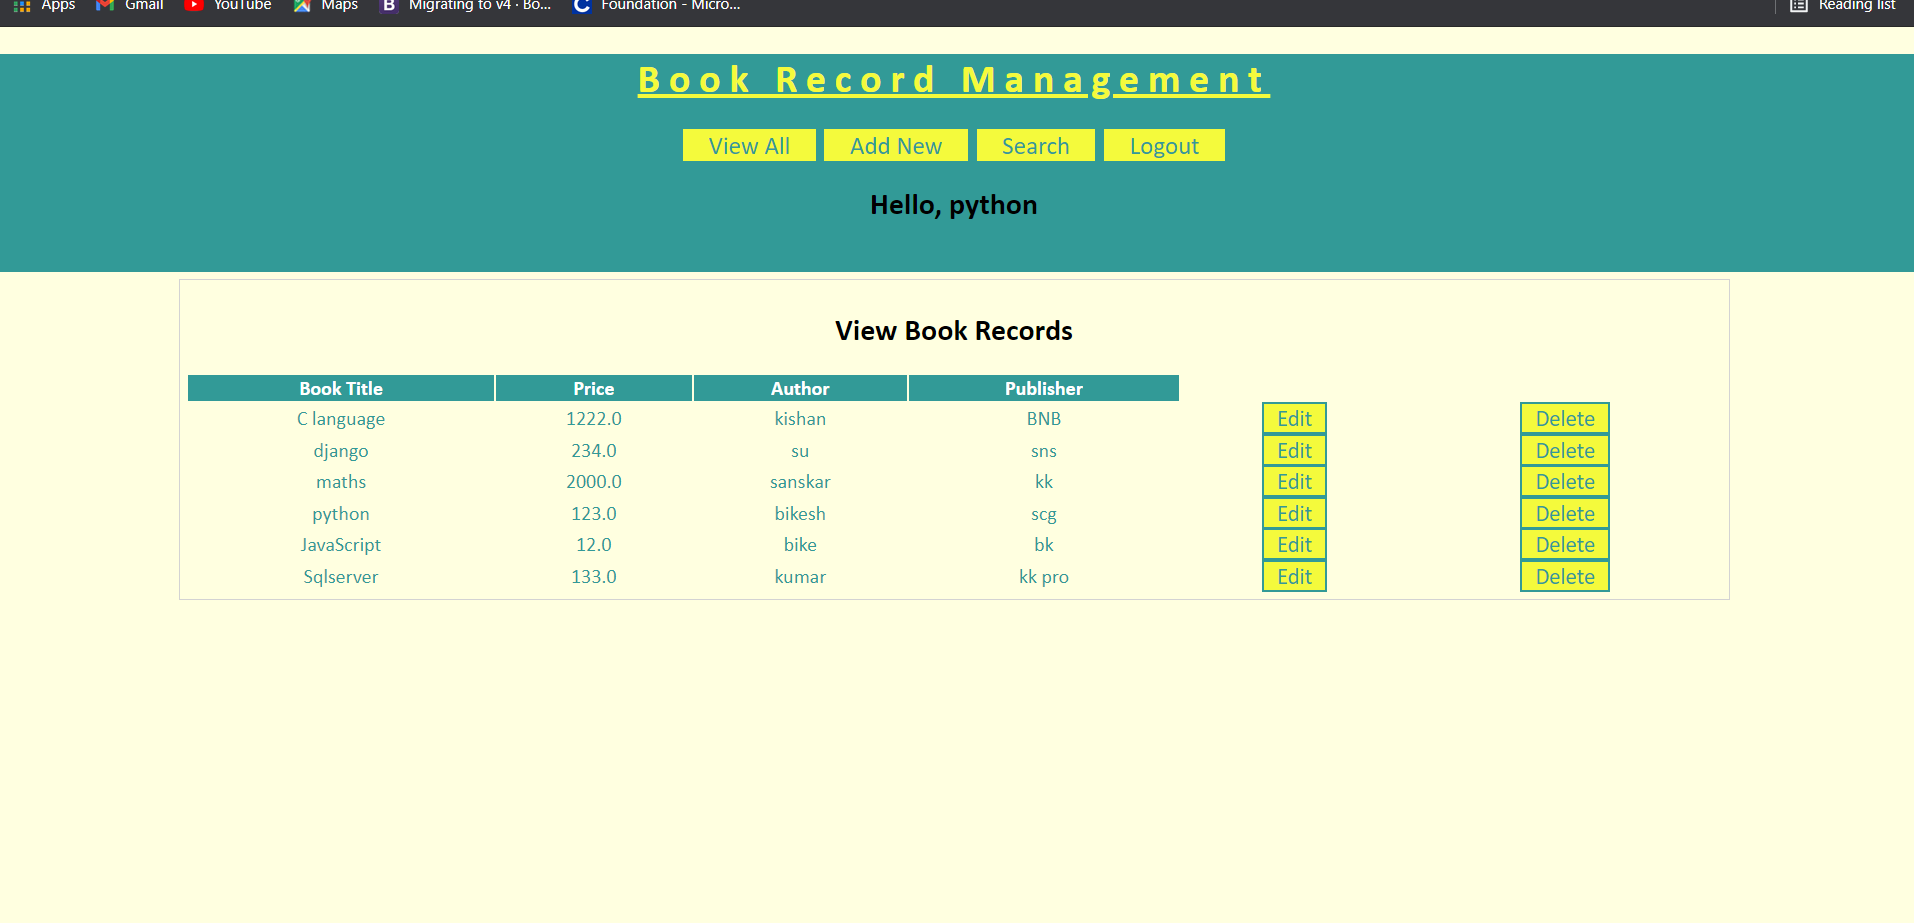 Apps Gmail YouTube Maps B Migrating to v4 · Bo... C Foundation - Micro... Reading list
Book Record Management
View All Add New Search Logout
Hello, python
View Book Records
Book Title Price Author Publisher
C language 1222.0 kishan BNB Edit Delete
django 234.0 su sns Edit Delete
maths 2000.0 sanskar kk Edit Delete
python 123.0 bikesh scg Edit Delete
JavaScript 12.0 bike bk Edit Delete
Sqlserver 133.0 kumar kk pro Edit Delete